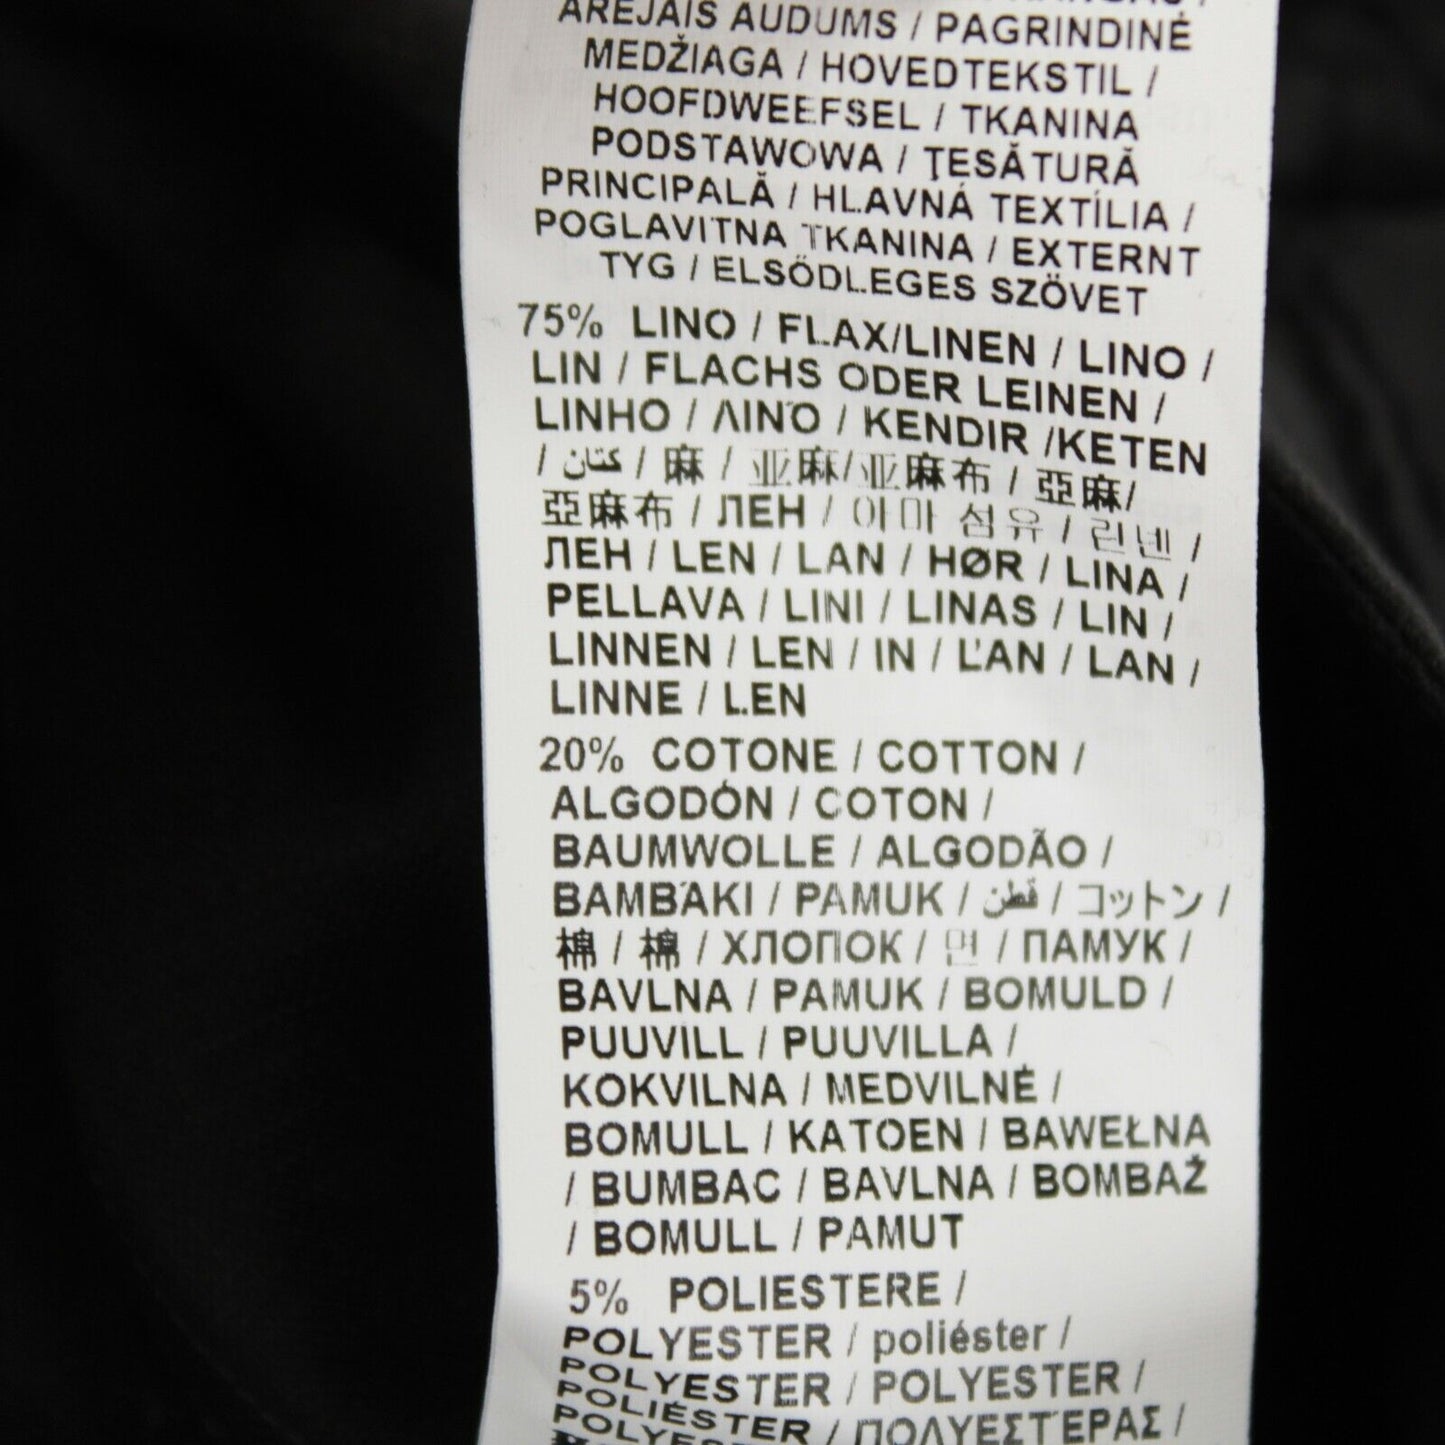 ĀRĒJAIS AUDUMS / PAGRINDINĖ
MEDŽIAGA / HOVEDTEKSTIL /
HOOFDWEEFSEL / TKANINA
PODSTAWOWA / ŢESĂTURĂ
PRINCIPALĂ / HLAVNÁ TEXTÍLIA /
POGLAVITNA TKANINA / EXTERNT
TYG / ELSŐDLEGES SZÖVET
75% LINO / FLAX/LINEN / LINO /
LIN / FLACHS ODER LEINEN /
LINHO / ΛΙΝΌ / KENDIR /KETEN
/ كتان / 麻 / 亚麻/亚麻布 / 亞麻/
亞麻布 / ЛЕН / 아마 섬유 / 린넨 /
ЛЕН / LEN / LAN / HØR / LINA /
PELLAVA / LINI / LINAS / LIN /
LINNEN / LEN / IN / ĽAN / LAN /
LINNE / LEN
20% COTONE / COTTON /
ALGODÓN / COTON /
BAUMWOLLE / ALGODÃO /
ΒΑΜΒΆΚΙ / PAMUK / قطن / コットン /
棉 / 棉 / ХЛОПОК / 면 / ПАМУК /
BAVLNA / PAMUK / BOMULD /
PUUVILL / PUUVILLA /
KOKVILNA / MEDVILNĖ /
BOMULL / KATOEN / BAWEŁNA
/ BUMBAC / BAVLNA / BOMBAŽ
/ BOMULL / PAMUT
5% POLIESTERE /
POLYESTER / poliéster /
POLYESTER / POLYESTER /
POLIÉSTER / ΠΟΛΥΕΣΤΈΡΑΣ /